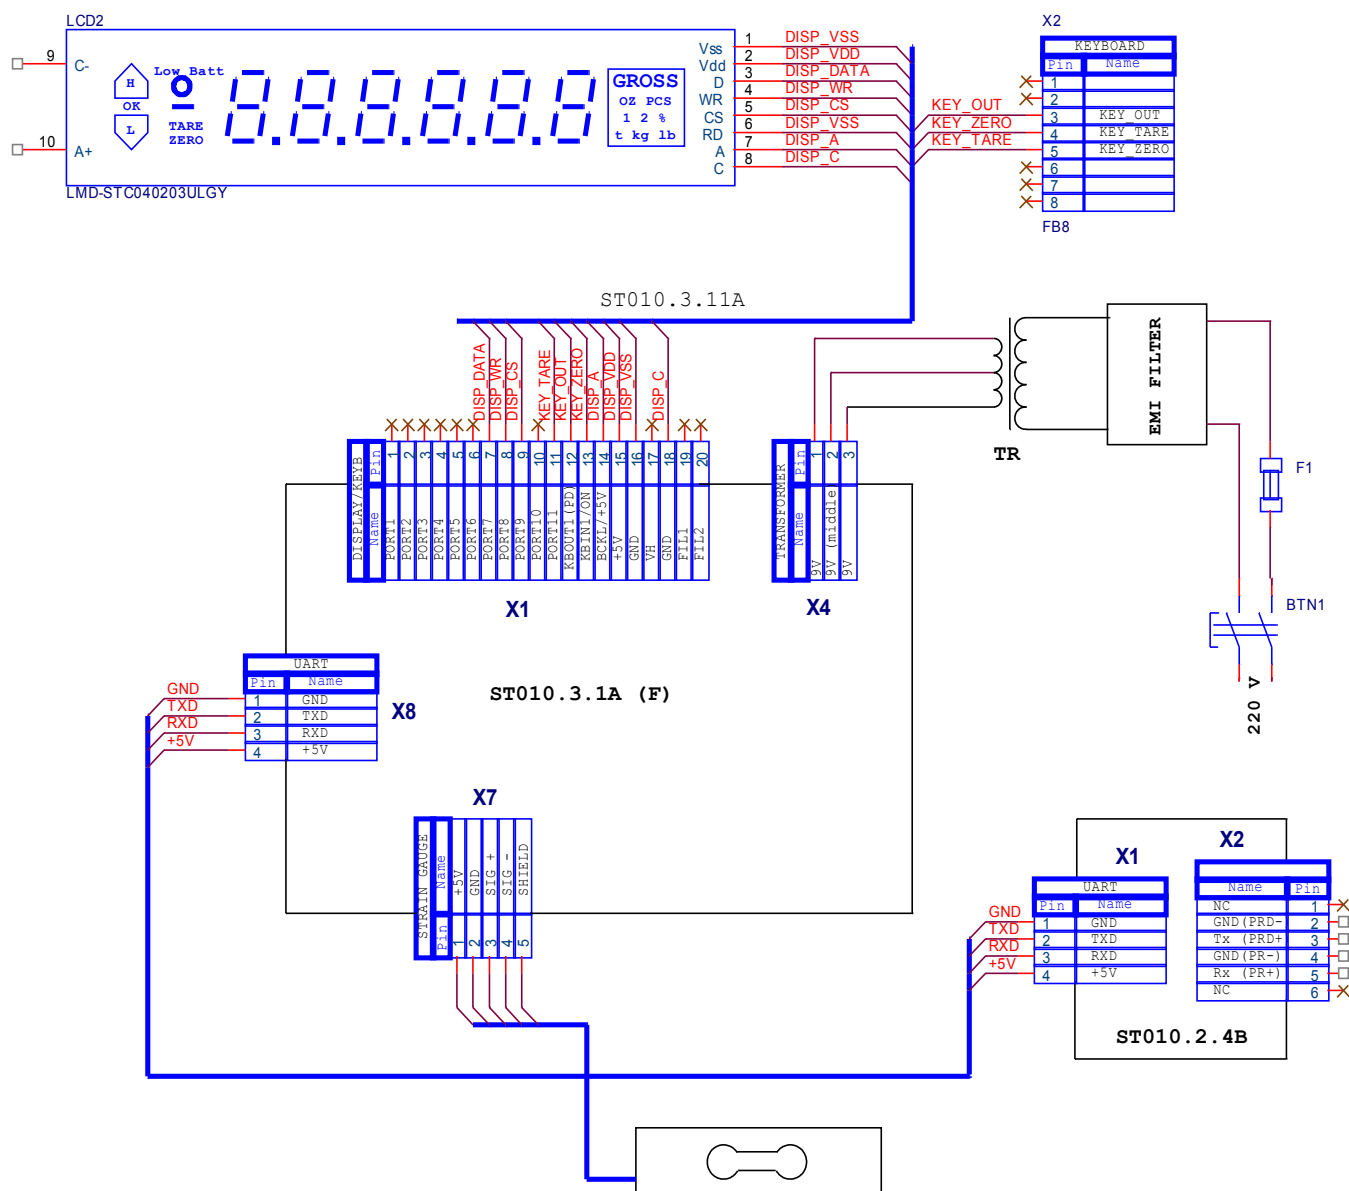 LCD2
9 C-
10 A+
H
OK
L
Low Batt
TARE
ZERO
8.8.8.8.8.8
GROSS
OZ PCS
1 2 %
t kg lb
Vss 1 DISP_VSS
Vdd 2 DISP_VDD
D 3 DISP_DATA
WR 4 DISP_WR
CS 5 DISP_CS
RD 6 DISP_VSS
A 7 DISP_A
C 8 DISP_C
LMD-STC040203ULGY
X2
KEYBOARD
Pin Name
1
2
KEY_OUT 3 KEY_OUT
KEY_ZERO 4 KEY_TARE
KEY_TARE 5 KEY_ZERO
6
7
8
FB8
ST010.3.11A
DISP_DATA
DISP_WR
DISP_CS
KEY_TARE
KEY_OUT
KEY_ZERO
DISP_A
DISP_VDD
DISP_VSS
DISP_C
DISPLAY/KEYB
Pin Name
1 PORT1
2 PORT2
3 PORT3
4 PORT4
5 PORT5
6 PORT6
7 PORT7
8 PORT8
9 PORT9
10 PORT10
11 PORT11
12 KBOUT1(PD)
13 KBIN1/ON
14 BCKL/+5V
15 +5V
16 GND
17 VH
18 GND
19 FIL1
20 FIL2
X1
TRANSFORMER
Pin Name
1 9V
2 9V (middle)
3 9V
X4
TR
EMI FILTER
F1
BTN1
220 V
ST010.3.1A (F)
UART
Pin Name
GND 1 GND
TXD 2 TXD
RXD 3 RXD
+5V 4 +5V
X8
X7
STRAIN GAUGE
Pin Name
1 +5V
2 GND
3 SIG +
4 SIG -
5 SHIELD
X1
UART
Pin Name
GND 1 GND
TXD 2 TXD
RXD 3 RXD
+5V 4 +5V
X2
Name Pin
NC 1
GND(PRD- 2
Tx (PRD+ 3
GND(PR-) 4
Rx (PR+) 5
NC 6
ST010.2.4B